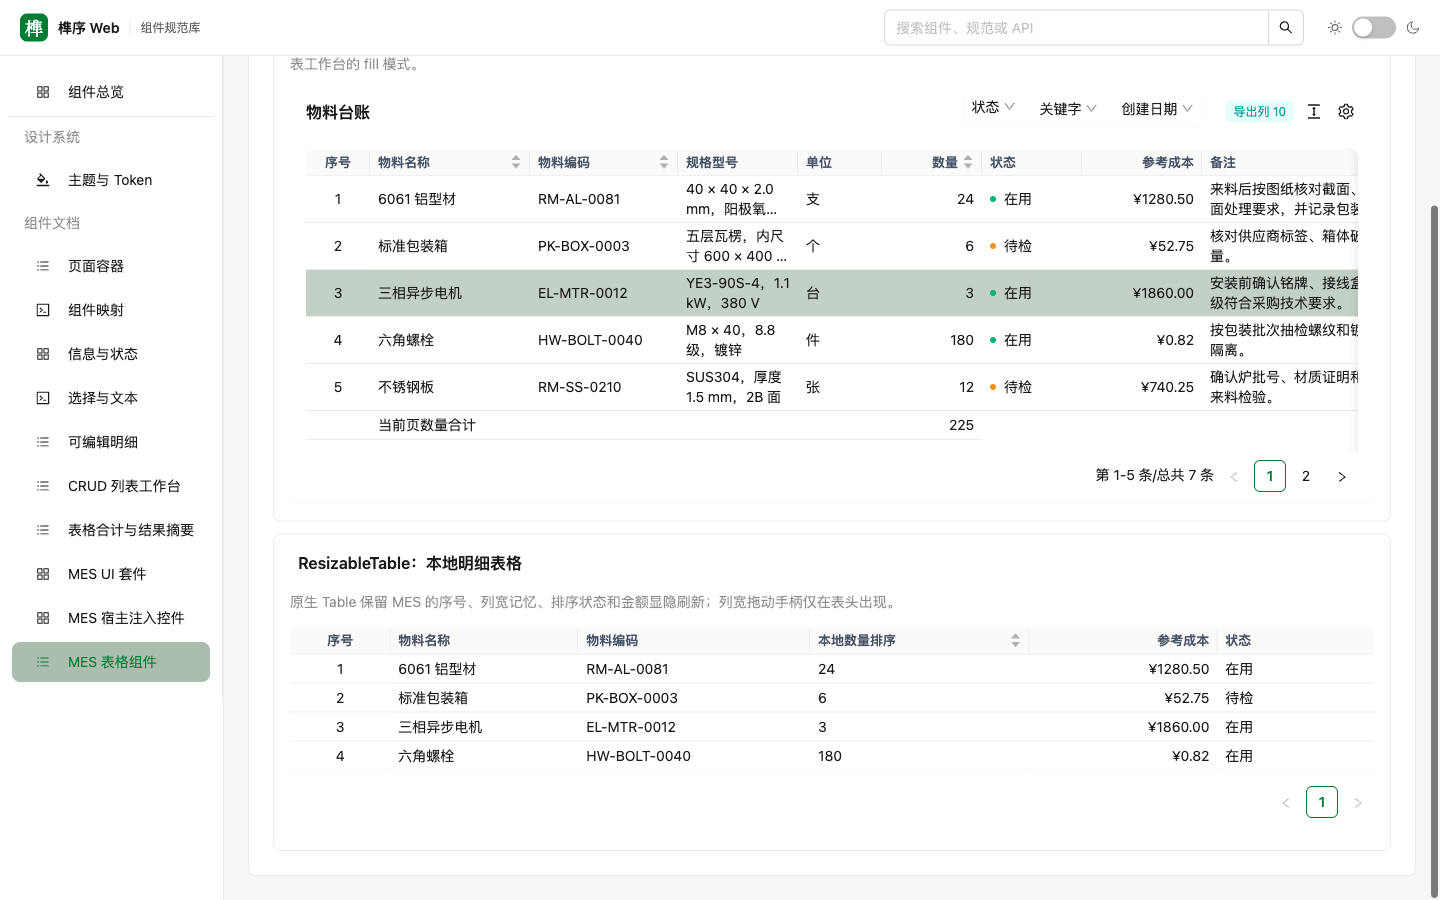 榫
榫序 Web
组件规范库
搜索组件、规范或 API
组件总览
设计系统
主题与 Token
组件文档
页面容器
组件映射
信息与状态
选择与文本
可编辑明细
CRUD 列表工作台
表格合计与结果摘要
MES UI 套件
MES 宿主注入控件
MES 表格组件
表工作台的 fill 模式。
物料台账
状态 关键字 创建日期 导出列 10
序号 物料名称 物料编码 规格型号 单位 数量 状态 参考成本 备注
1 6061 铝型材 RM-AL-0081 40 × 40 × 2.0 mm，阳极氧... 支 24 在用 ¥1280.50 来料后按图纸核对截面、 面处理要求，并记录包装
2 标准包装箱 PK-BOX-0003 五层瓦楞，内尺寸 600 × 400 ... 个 6 待检 ¥52.75 核对供应商标签、箱体破 量。
3 三相异步电机 EL-MTR-0012 YE3-90S-4，1.1 kW，380 V 台 3 在用 ¥1860.00 安装前确认铭牌、接线盒 级符合采购技术要求。
4 六角螺栓 HW-BOLT-0040 M8 × 40，8.8 级，镀锌 件 180 在用 ¥0.82 按包装批次抽检螺纹和镀 隔离。
5 不锈钢板 RM-SS-0210 SUS304，厚度 1.5 mm，2B 面 张 12 待检 ¥740.25 确认炉批号、材质证明和 来料检验。
当前页数量合计 225
第 1-5 条/总共 7 条 1 2
ResizableTable：本地明细表格
原生 Table 保留 MES 的序号、列宽记忆、排序状态和金额显隐刷新；列宽拖动手柄仅在表头出现。
序号 物料名称 物料编码 本地数量排序 参考成本 状态
1 6061 铝型材 RM-AL-0081 24 ¥1280.50 在用
2 标准包装箱 PK-BOX-0003 6 ¥52.75 待检
3 三相异步电机 EL-MTR-0012 3 ¥1860.00 在用
4 六角螺栓 HW-BOLT-0040 180 ¥0.82 在用
1